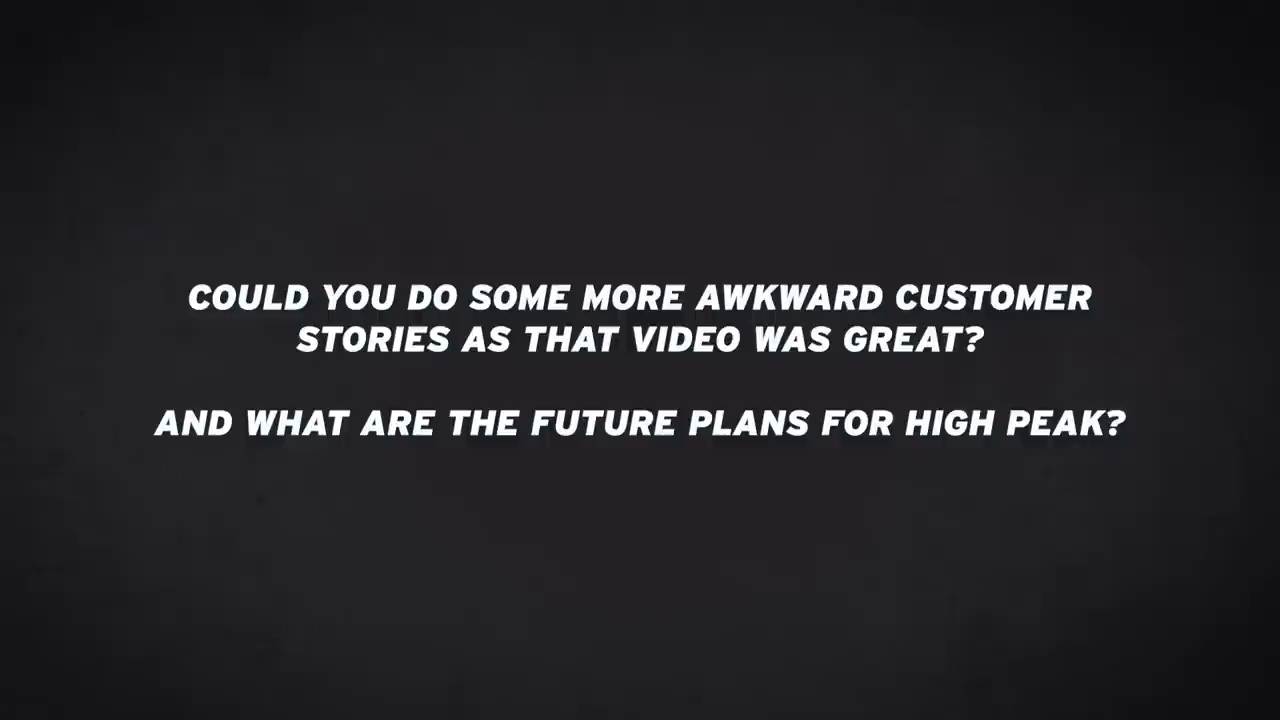 COULD YOU DO SOME MORE AWKWARD CUSTOMER
STORIES AS THAT VIDEO WAS GREAT?
AND WHAT ARE THE FUTURE PLANS FOR HIGH PEAK?